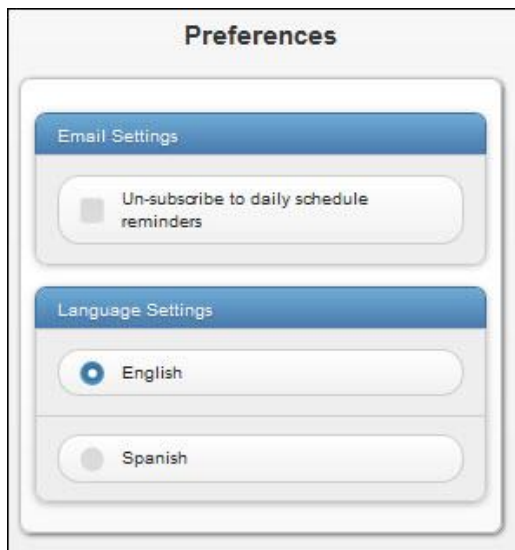 Preferences
Email Settings
Un-subscribe to daily schedule
reminders
Language Settings
English
Spanish